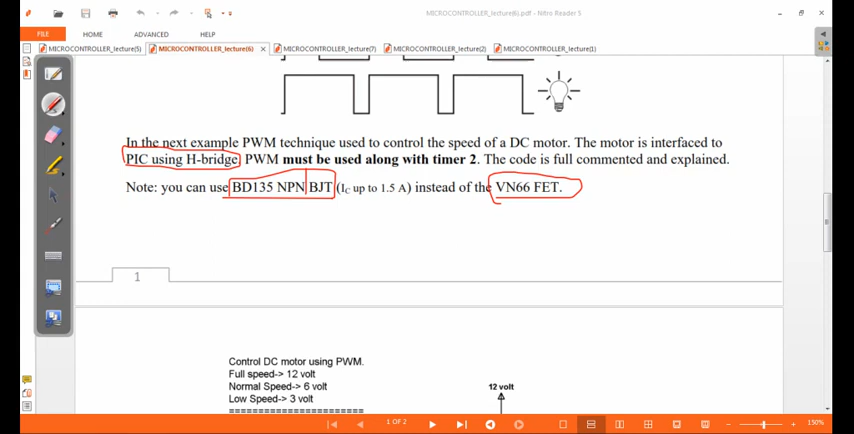 MICROCONTROLLER_lecture(6).pdf - Nitro Reader 5
FILE HOME ADVANCED HELP
MICROCONTROLLER_lecture(5) MICROCONTROLLER_lecture(6) MICROCONTROLLER_lecture(7) MICROCONTROLLER_lecture(2) MICROCONTROLLER_lecture(1)
In the next example PWM technique used to control the speed of a DC motor. The motor is interfaced to
PIC using H-bridge. PWM must be used along with timer 2. The code is full commented and explained.
Note: you can use BD135 NPN BJT (IC up to 1.5 A) instead of the VN66 FET.
1
Control DC motor using PWM.
Full speed-> 12 volt
Normal Speed-> 6 volt
Low Speed-> 3 volt
======================
12 volt
1 OF 2
150%